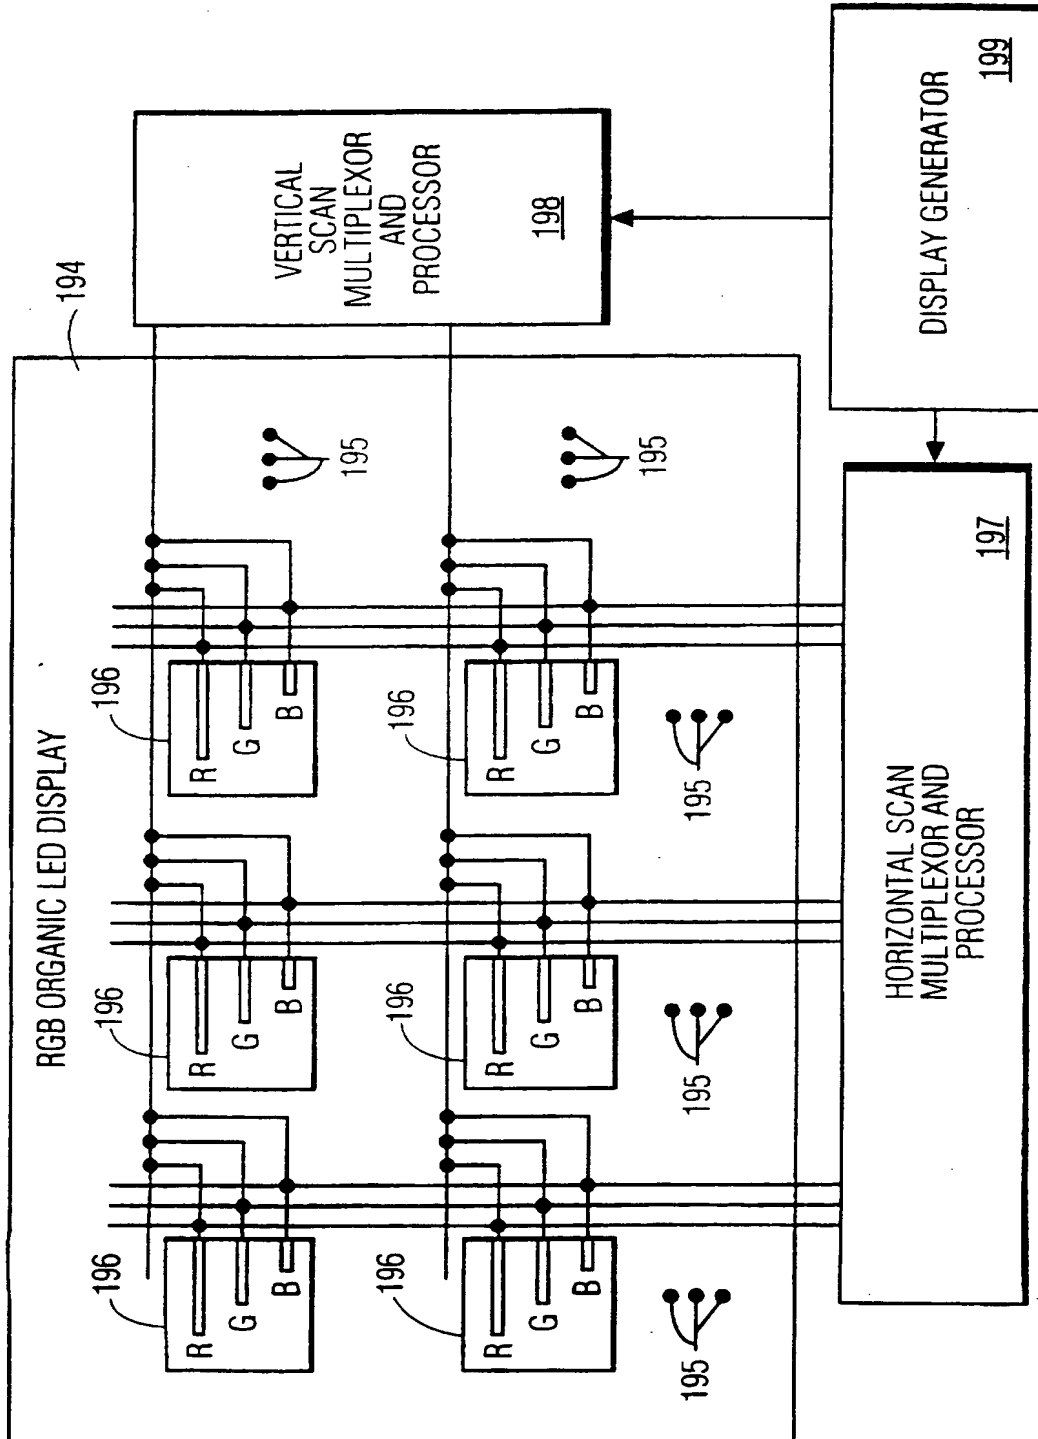 RGB ORGANIC LED DISPLAY
194
196
R
G
B
196
R
G
B
196
R
G
B
195
VERTICAL
SCAN
MULTIPLEXOR
AND
PROCESSOR
198
196
R
G
B
196
R
G
B
196
R
G
B
195
195
195
195
HORIZONTAL SCAN
MULTIPLEXOR AND
PROCESSOR
197
DISPLAY GENERATOR
199